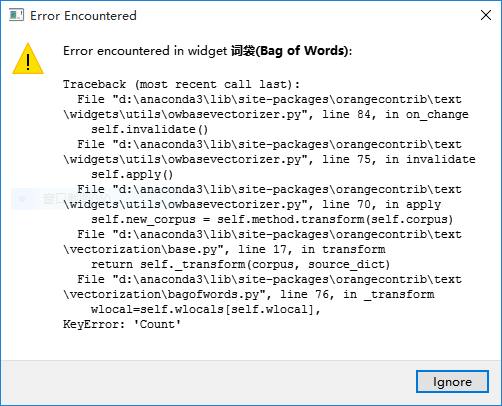 Error Encountered
Error encountered in widget 词袋(Bag of Words):
Traceback (most recent call last):
File "d:\anaconda3\lib\site-packages\orangecontrib\text
\widgets\utils\owbasevectorizer.py", line 84, in on_change
self.invalidate()
File "d:\anaconda3\lib\site-packages\orangecontrib\text
\widgets\utils\owbasevectorizer.py", line 75, in invalidate
self.apply()
File "d:\anaconda3\lib\site-packages\orangecontrib\text
\widgets\utils\owbasevectorizer.py", line 70, in apply
self.new_corpus = self.method.transform(self.corpus)
File "d:\anaconda3\lib\site-packages\orangecontrib\text
\vectorization\base.py", line 17, in transform
return self._transform(corpus, source_dict)
File "d:\anaconda3\lib\site-packages\orangecontrib\text
\vectorization\bagofwords.py", line 76, in _transform
wlocal=self.wlocals[self.wlocal],
KeyError: 'Count'
Ignore